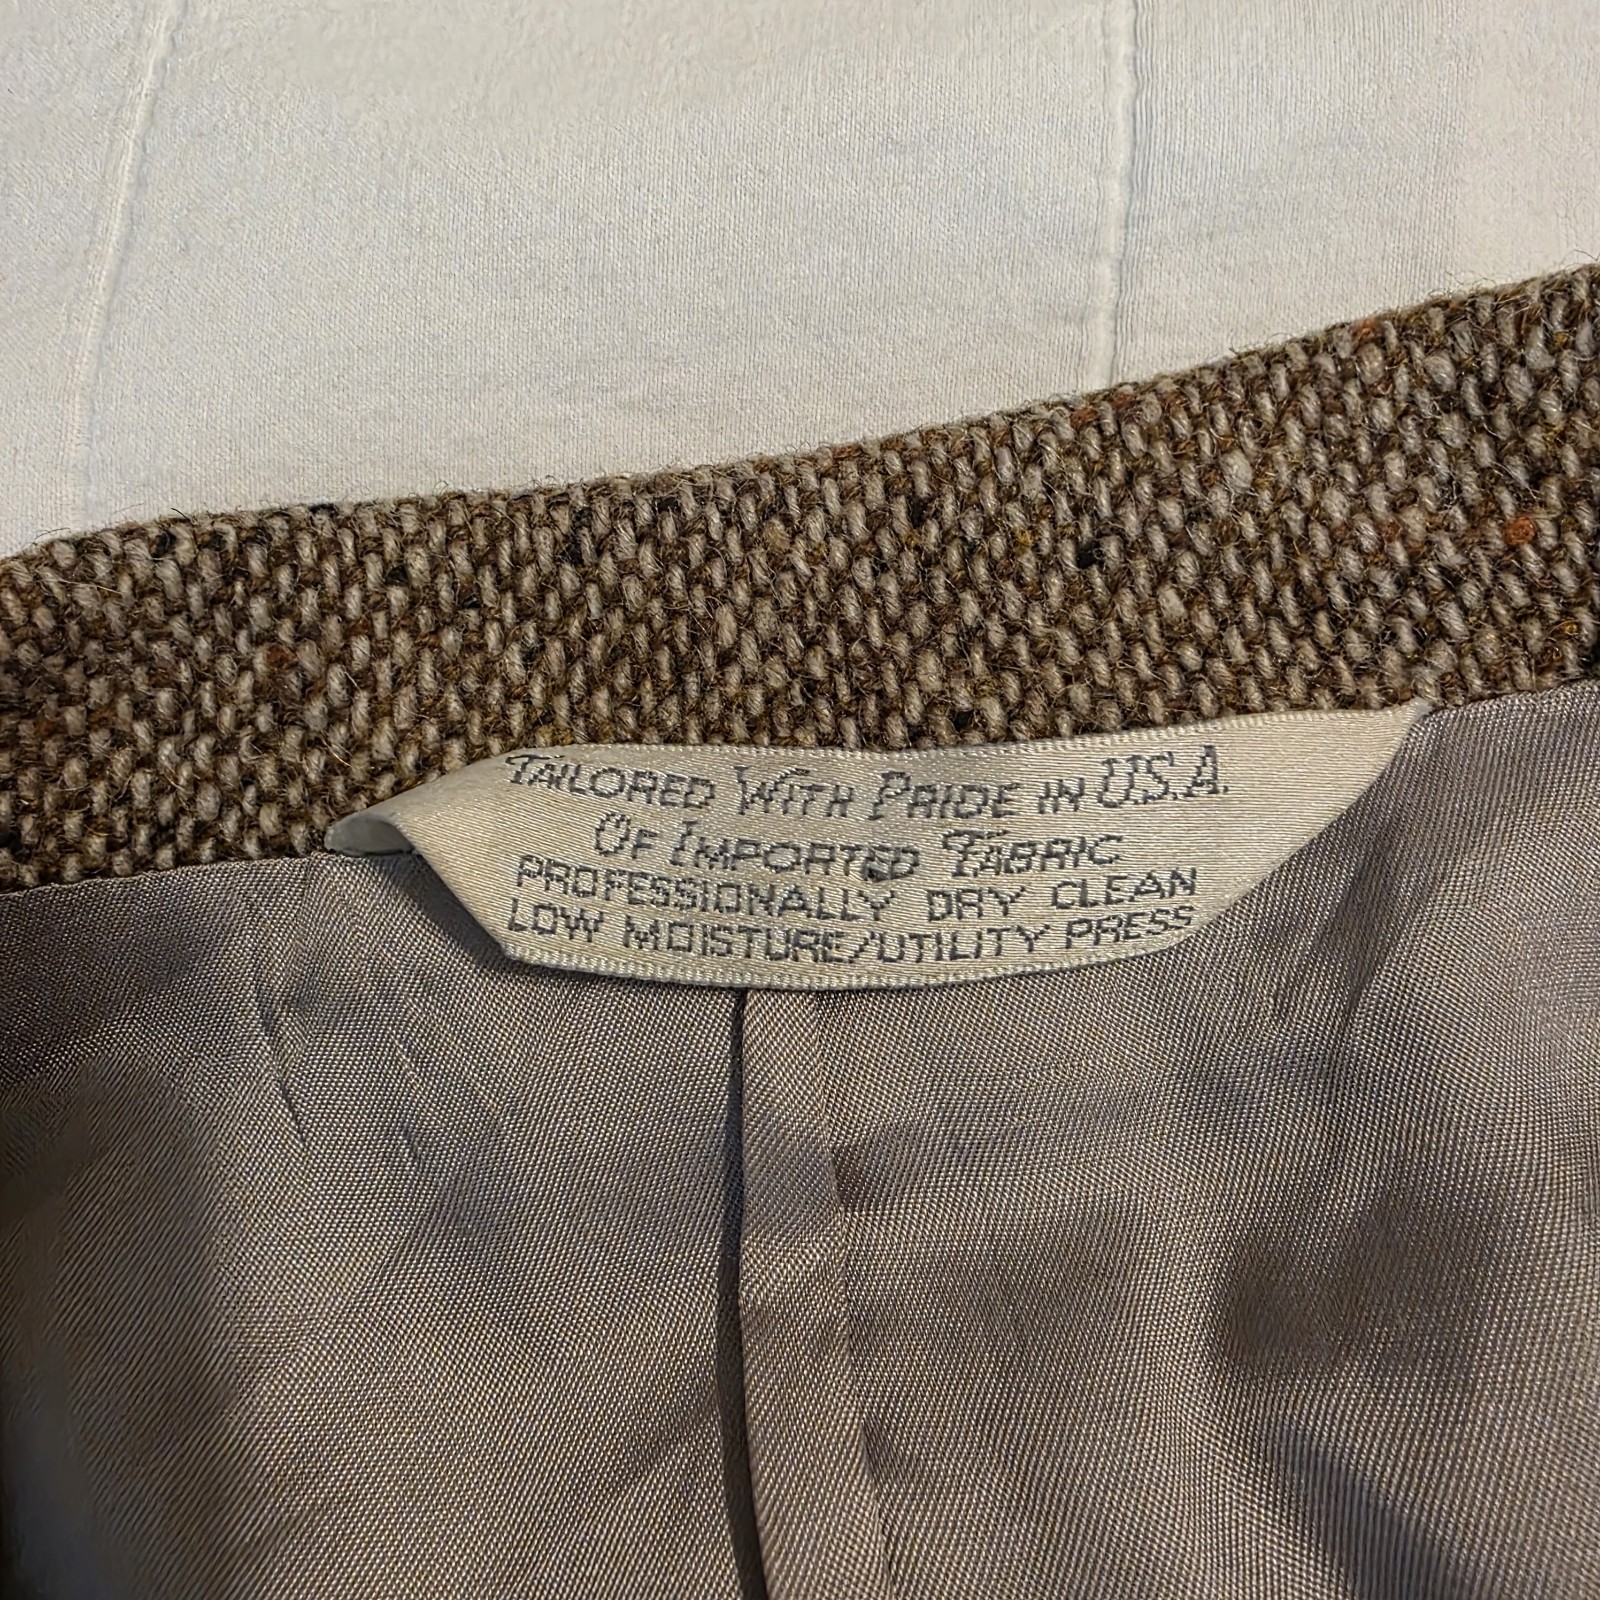 TAILORED WITH PRIDE IN U.S.A.
OF IMPORTED FABRIC
PROFESSIONALLY DRY CLEAN
LOW MOISTURE/UTILITY PRESS